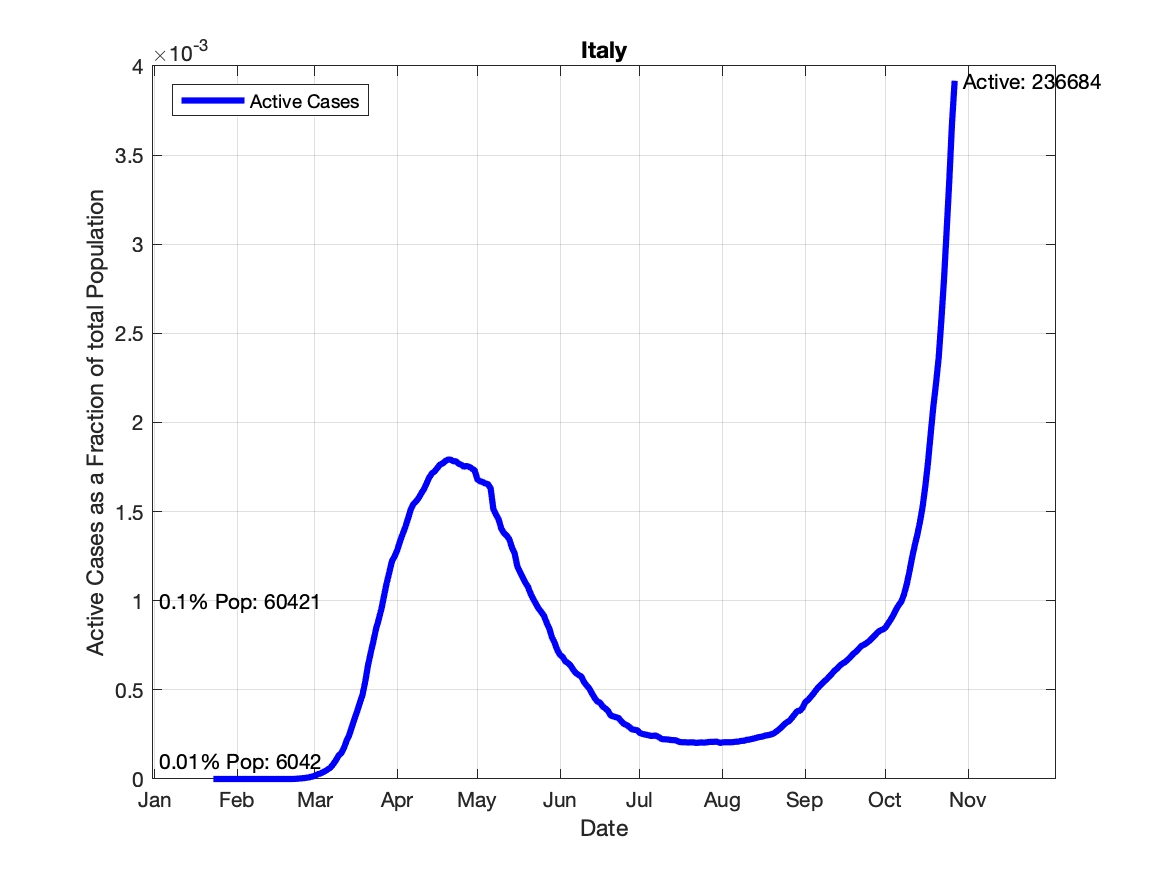 Italy
×10-3
4
3.5
3
2.5
2
1.5
1
0.5
0
Active Cases as a Fraction of total Population
Active Cases
Active: 236684
0.1% Pop: 60421
0.01% Pop: 6042
Jan Feb Mar Apr May Jun Jul Aug Sep Oct Nov
Date